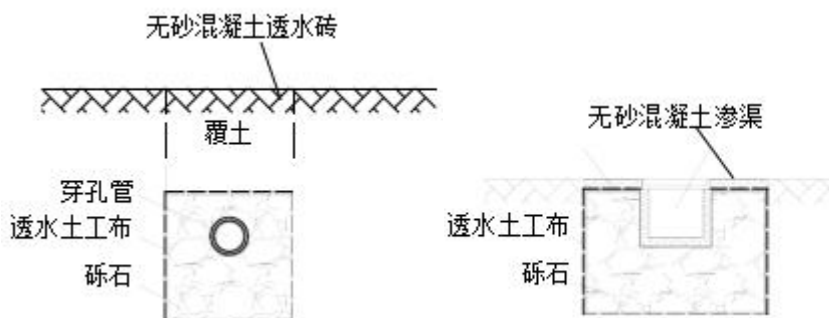 无砂混凝土透水砖
覆土
穿孔管
透水土工布
砾石
无砂混凝土渗渠
透水土工布
砾石